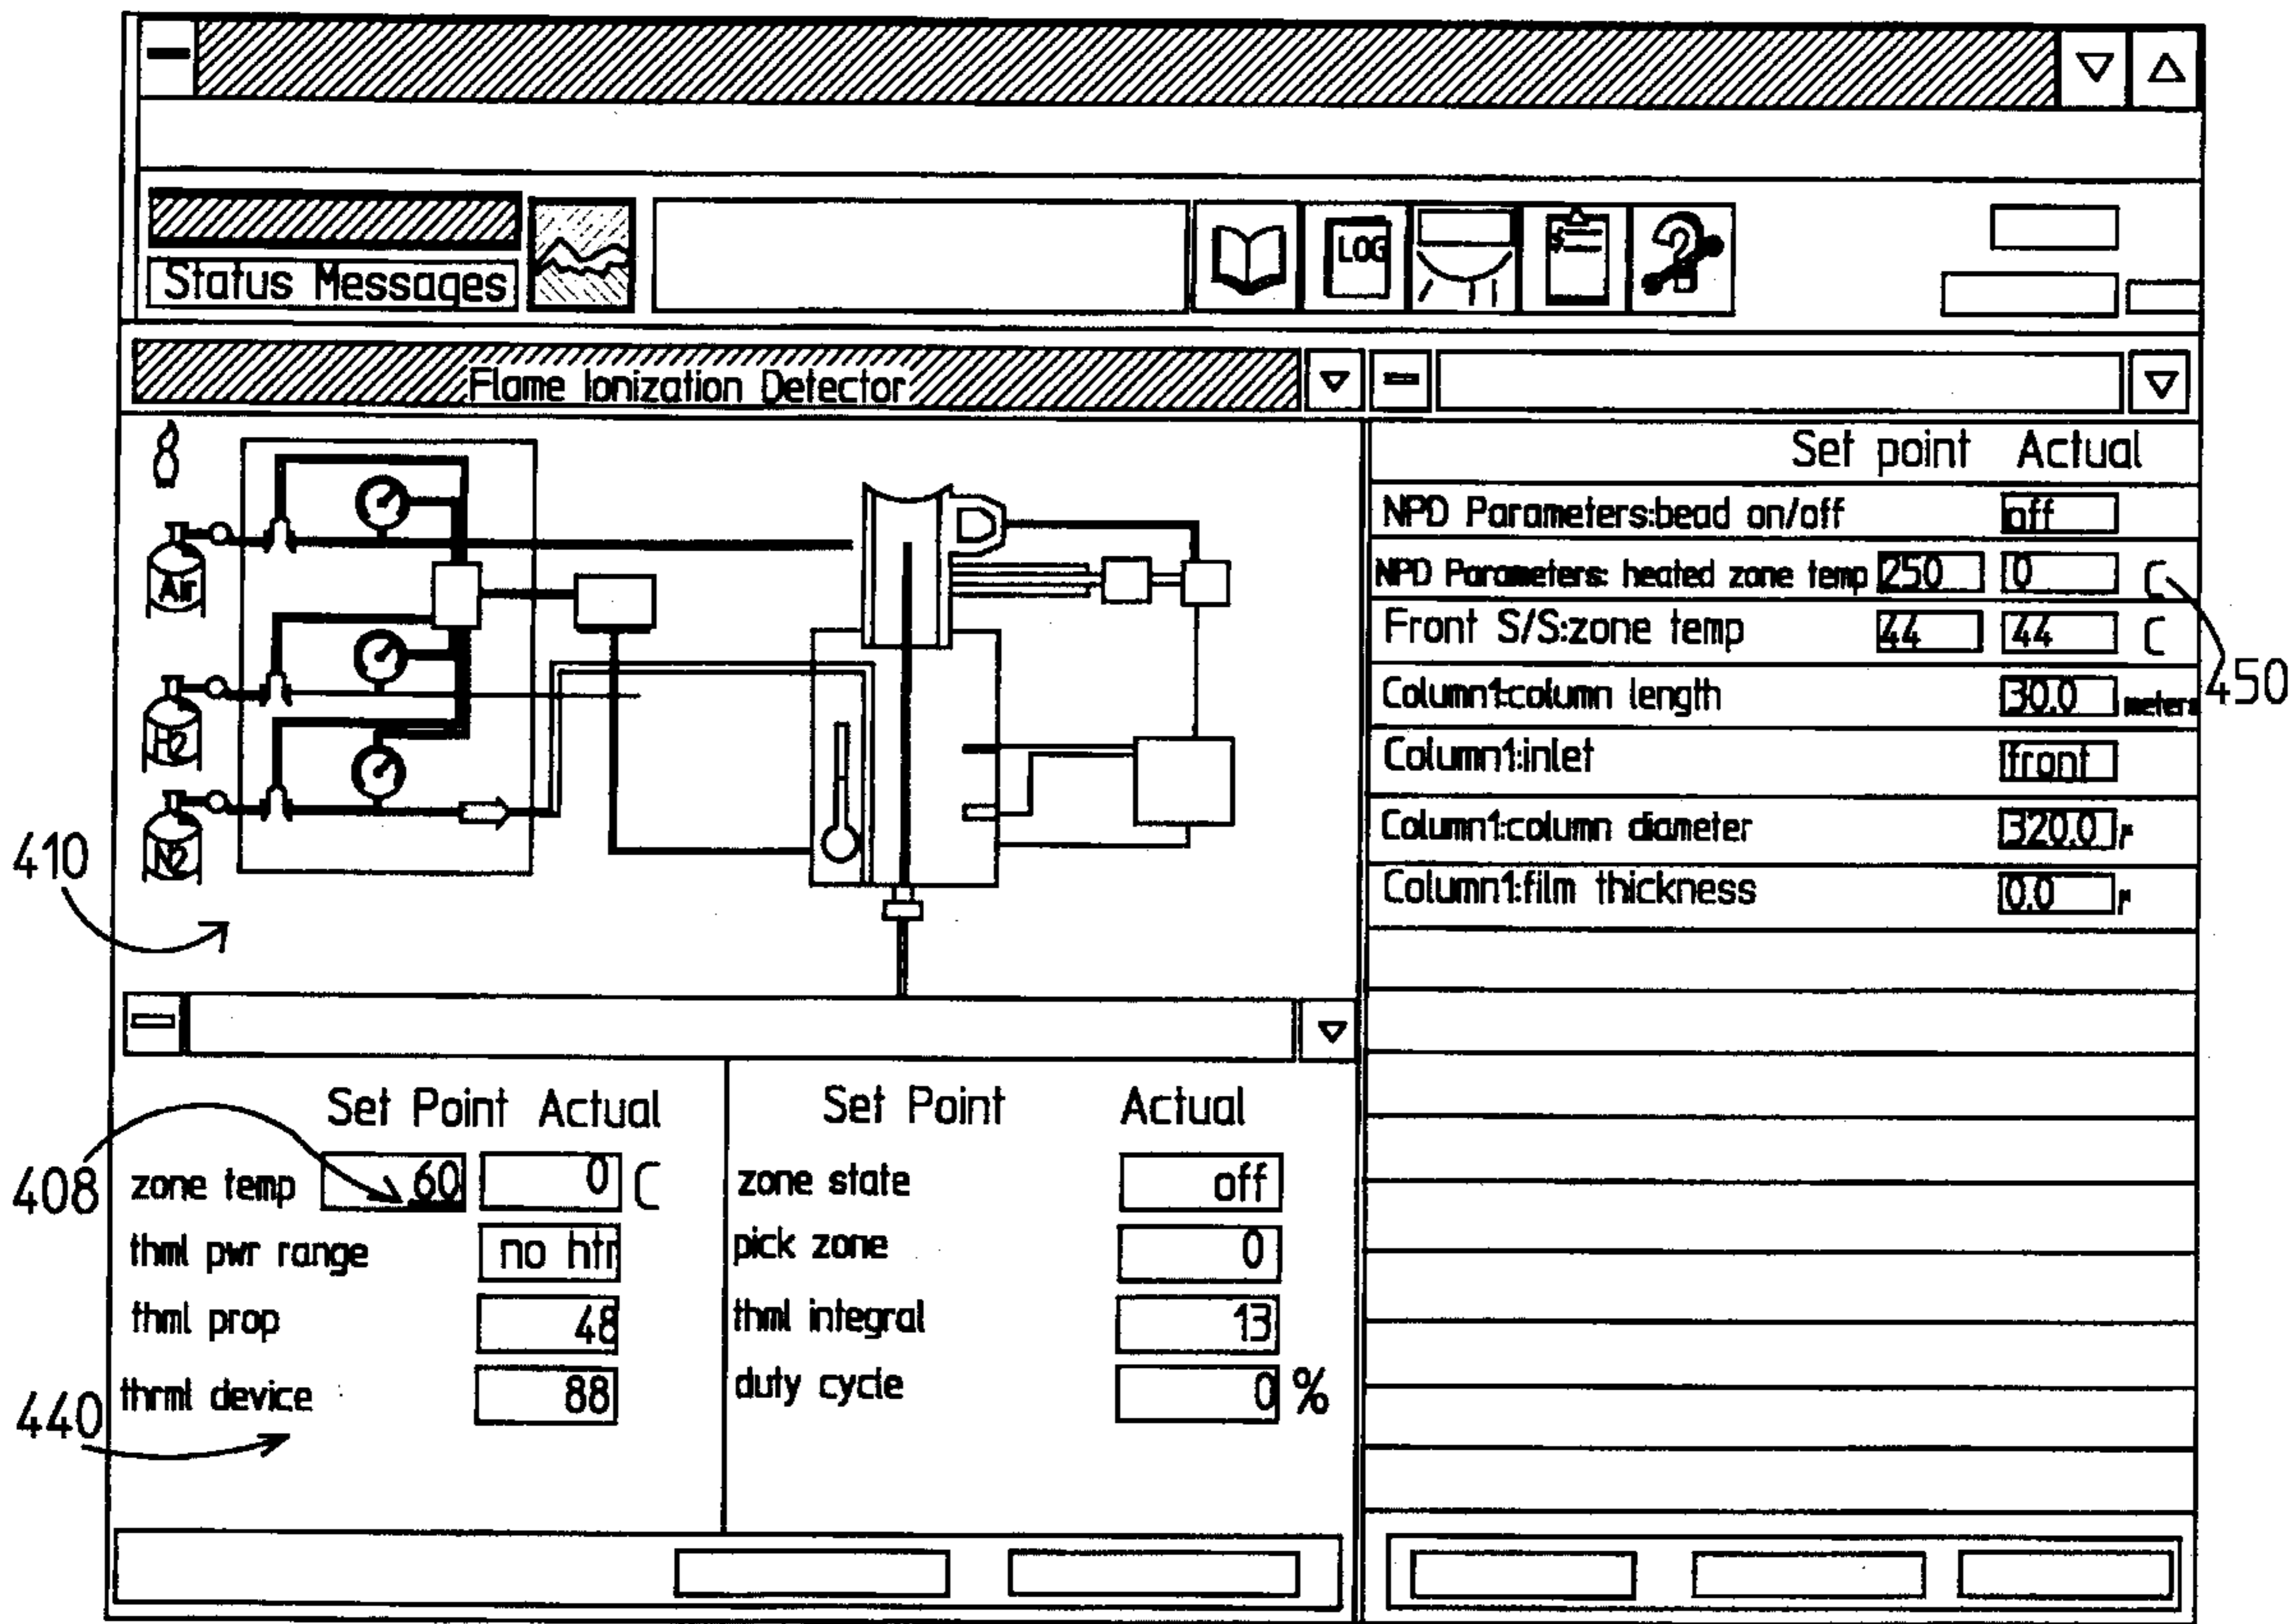 LOG
Status Messages
Flame Ionization Detector
Set point Actual
NPD Parameters:bead on/off off
Air
NPD Parameters: heated zone temp 250 0 C
Front S/S:zone temp 44 44 C
450
H2
Column1:column length 30.0 meters
Column1:inlet front
N2
Column1:column diameter 320.0 r
410
Column1:film thickness 0.0 r
Set Point Actual Set Point Actual
408 zone temp 60 0 C zone state off
thml pwr range no htr pick zone 0
thml prop 48 thml integral 13
440 thrml device 88 duty cycle 0 %